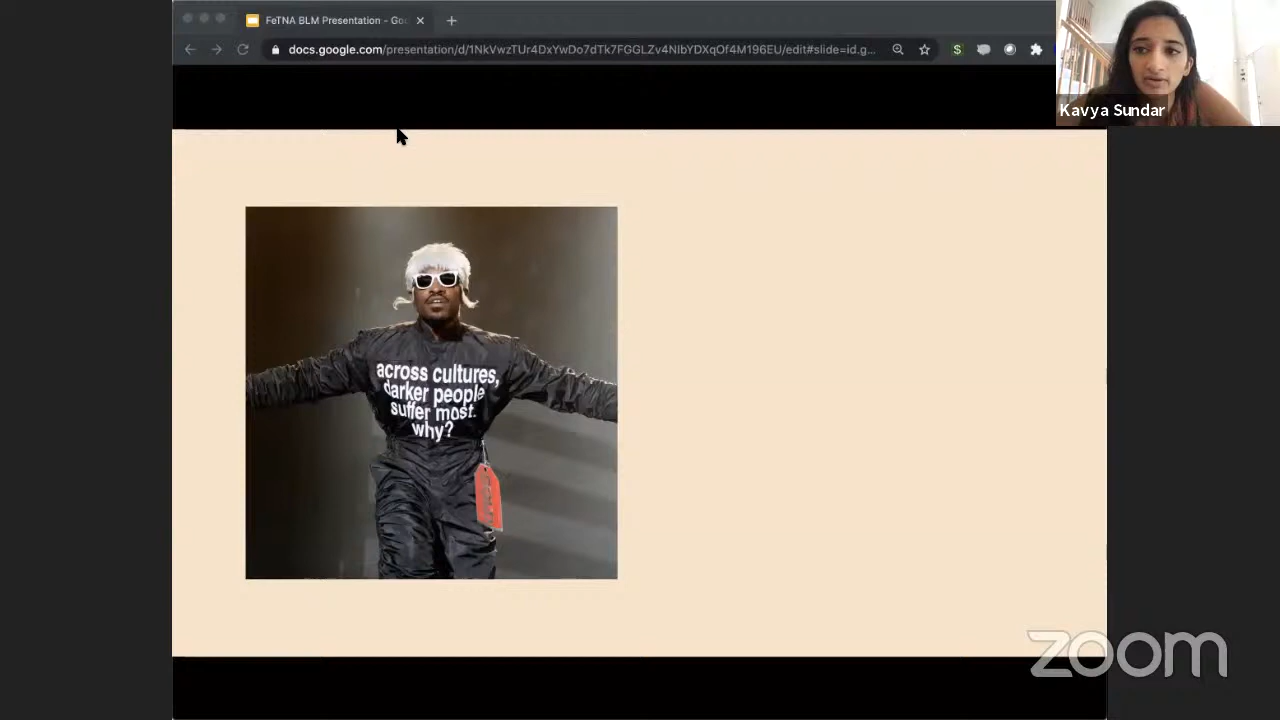 FeTNA BLM Presentation - Goo
docs.google.com/presentation/d/1NkVwzTUr4DxYwDo7dTk7FGGLZv4NIbYDXqOf4M196EU/edit#slide=id.g...
Kavya Sundar
across cultures,
darker people
suffer most.
why?
zoom